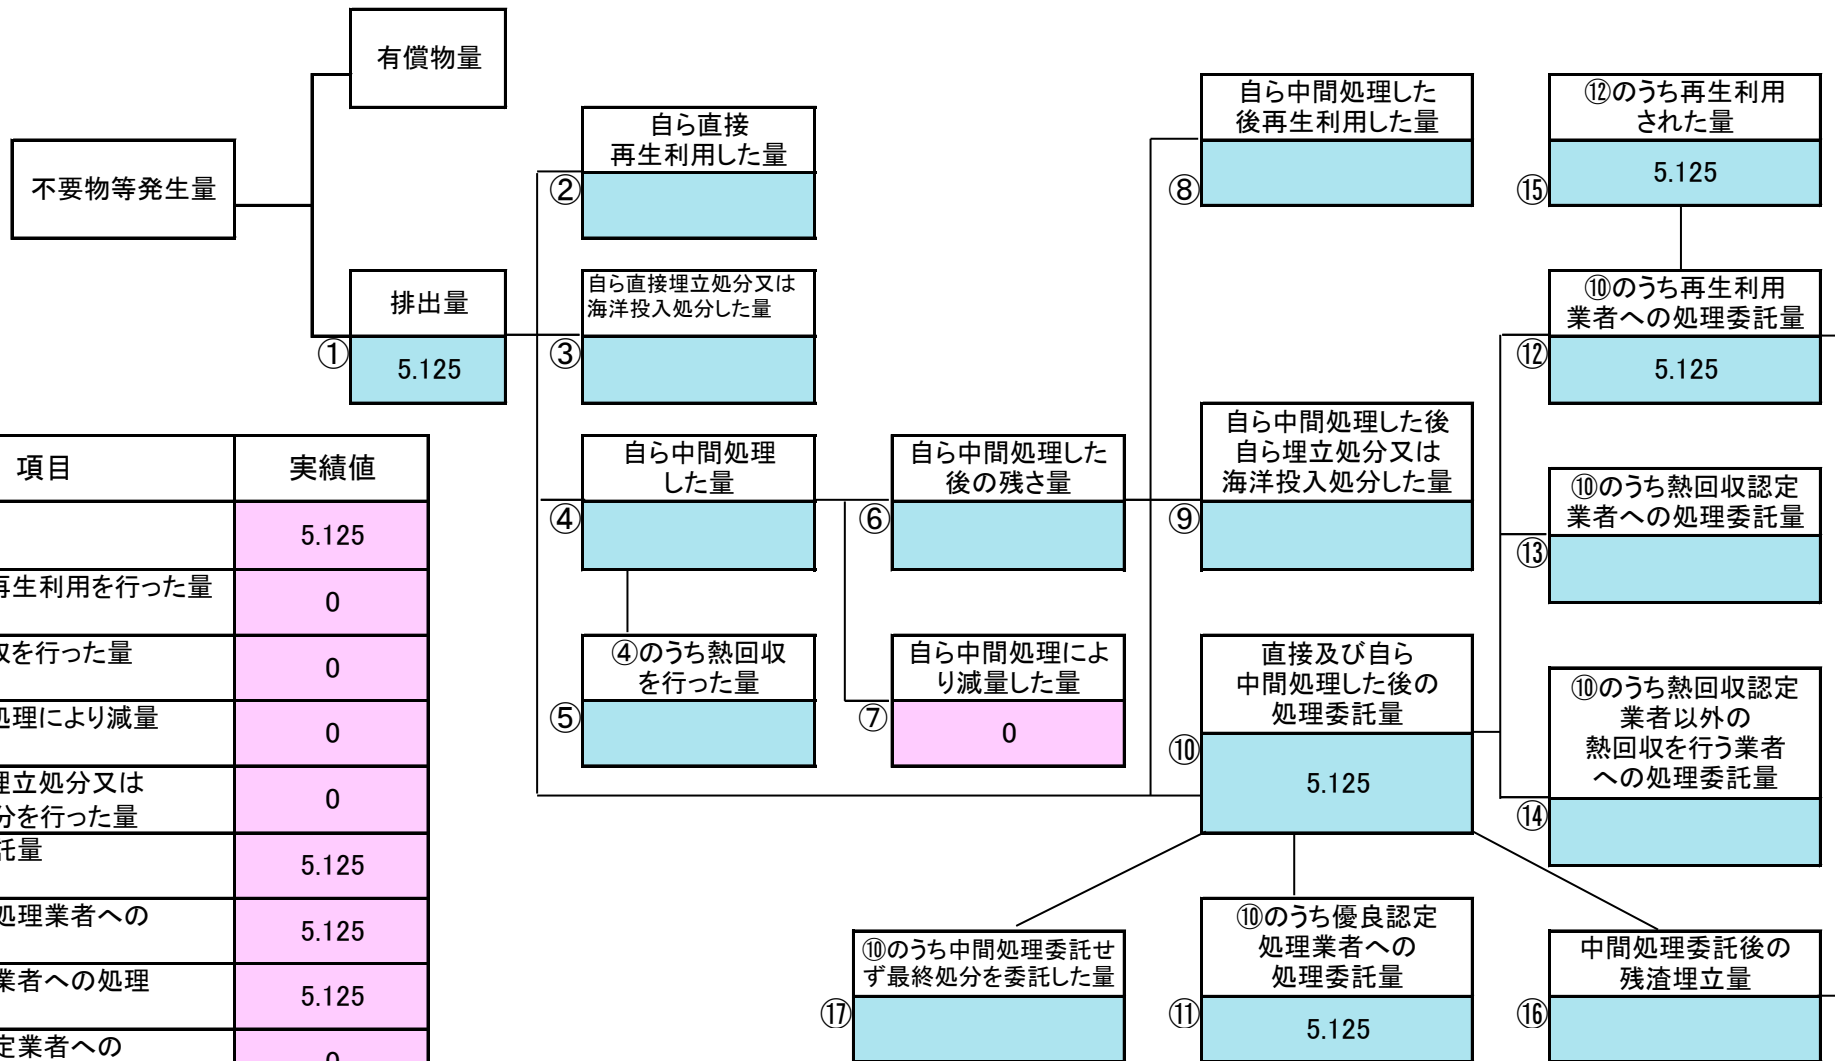 有償物量
不要物等発生量
排出量
①
5.125
自ら直接
再生利用した量
②
自ら直接埋立処分又は
海洋投入処分した量
③
自ら中間処理
した量
④
④のうち熱回収
を行った量
⑤
自ら中間処理した
後の残さ量
⑥
自ら中間処理によ
り減量した量
⑦
0
自ら中間処理した
後再生利用した量
⑧
自ら中間処理した後
自ら埋立処分又は
海洋投入処分した量
⑨
直接及び自ら
中間処理した後の
処理委託量
⑩
5.125
⑫のうち再生利用
された量
⑮
5.125
⑩のうち再生利用
業者への処理委託量
⑫
5.125
⑩のうち熱回収認定
業者への処理委託量
⑬
⑩のうち熱回収認定
業者以外の
熱回収を行う業者
への処理委託量
⑭
⑩のうち中間処理委託せ
ず最終処分を委託した量
⑰
⑩のうち優良認定
処理業者への
処理委託量
⑪
5.125
中間処理委託後の
残渣埋立量
⑯
項目 実績値
5.125
再生利用を行った量 0
を行った量 0
処理により減量 0
埋立処分又は
分を行った量 0
託量 5.125
処理業者への 5.125
業者への処理 5.125
定業者への 0